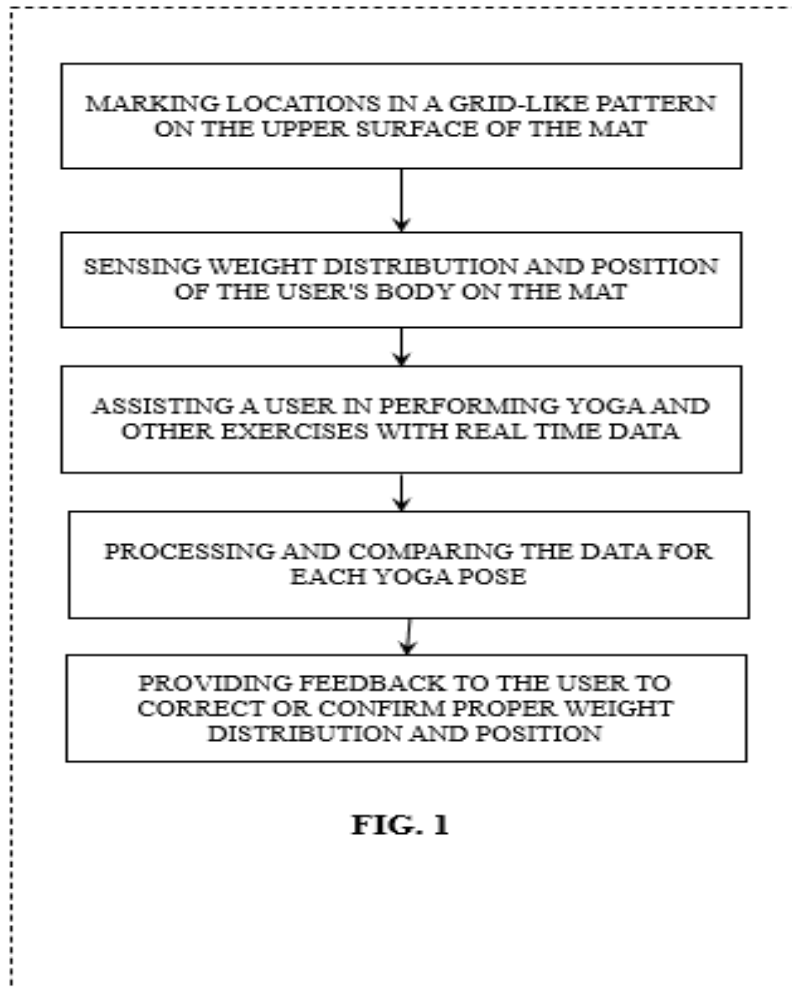 MARKING LOCATIONS IN A GRID-LIKE PATTERN
ON THE UPPER SURFACE OF THE MAT
SENSING WEIGHT DISTRIBUTION AND POSITION
OF THE USER'S BODY ON THE MAT
ASSISTING A USER IN PERFORMING YOGA AND
OTHER EXERCISES WITH REAL TIME DATA
PROCESSING AND COMPARING THE DATA FOR
EACH YOGA POSE
PROVIDING FEEDBACK TO THE USER TO
CORRECT OR CONFIRM PROPER WEIGHT
DISTRIBUTION AND POSITION
FIG. 1